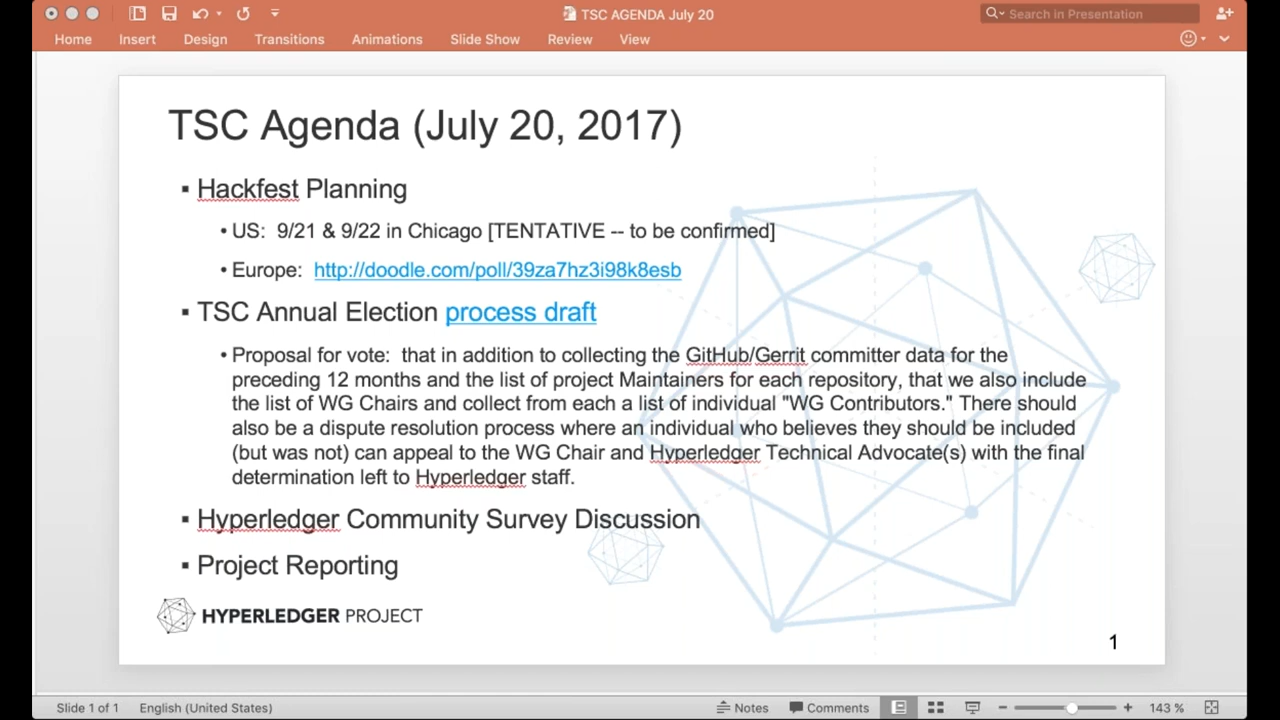 TSC AGENDA July 20
Search in Presentation
Home Insert Design Transitions Animations Slide Show Review View
TSC Agenda (July 20, 2017)
▪ Hackfest Planning
• US: 9/21 & 9/22 in Chicago [TENTATIVE -- to be confirmed]
• Europe: http://doodle.com/poll/39za7hz3i98k8esb
▪ TSC Annual Election process draft
• Proposal for vote: that in addition to collecting the GitHub/Gerrit committer data for the
preceding 12 months and the list of project Maintainers for each repository, that we also include
the list of WG Chairs and collect from each a list of individual "WG Contributors." There should
also be a dispute resolution process where an individual who believes they should be included
(but was not) can appeal to the WG Chair and Hyperledger Technical Advocate(s) with the final
determination left to Hyperledger staff.
▪ Hyperledger Community Survey Discussion
▪ Project Reporting
HYPERLEDGER PROJECT
1
Slide 1 of 1 English (United States) Notes Comments 143 %